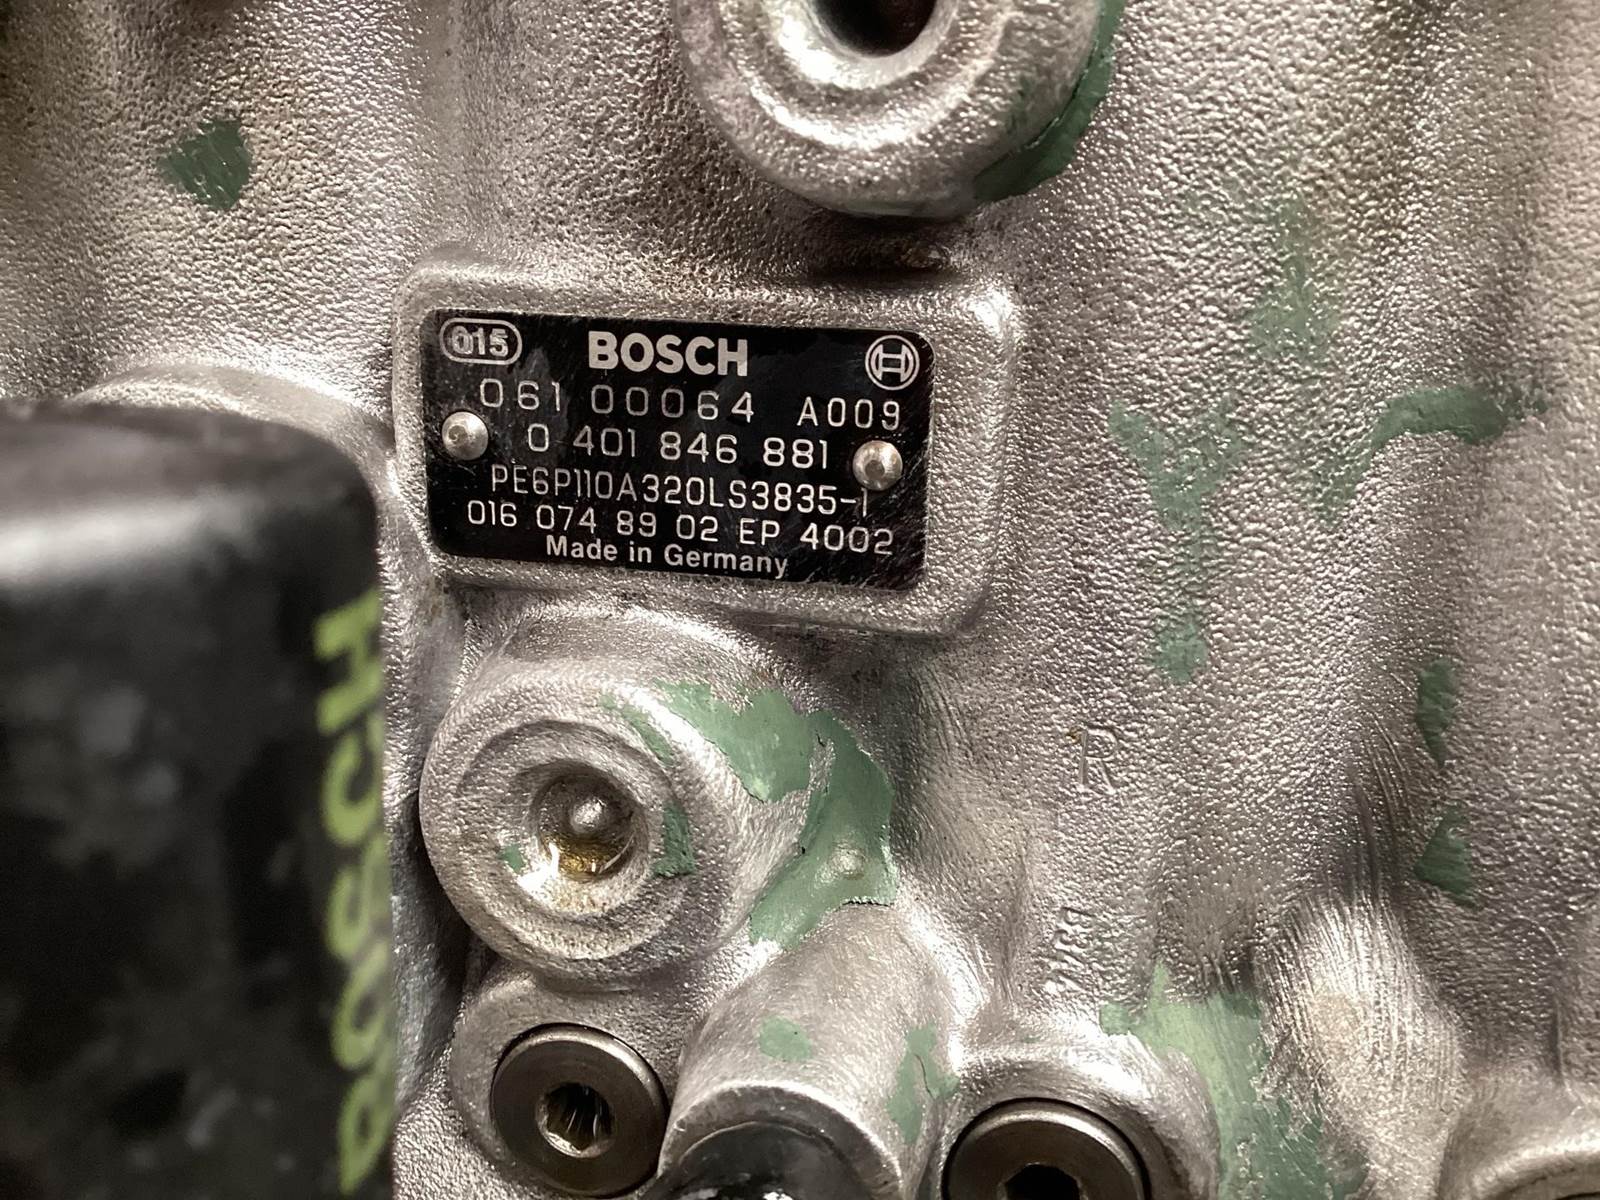 015 BOSCH
061 00064 A009
0 401 846 881
PE6P110A320LS3835-1
016 074 89 02 EP 4002
Made in Germany
BOSCH
R